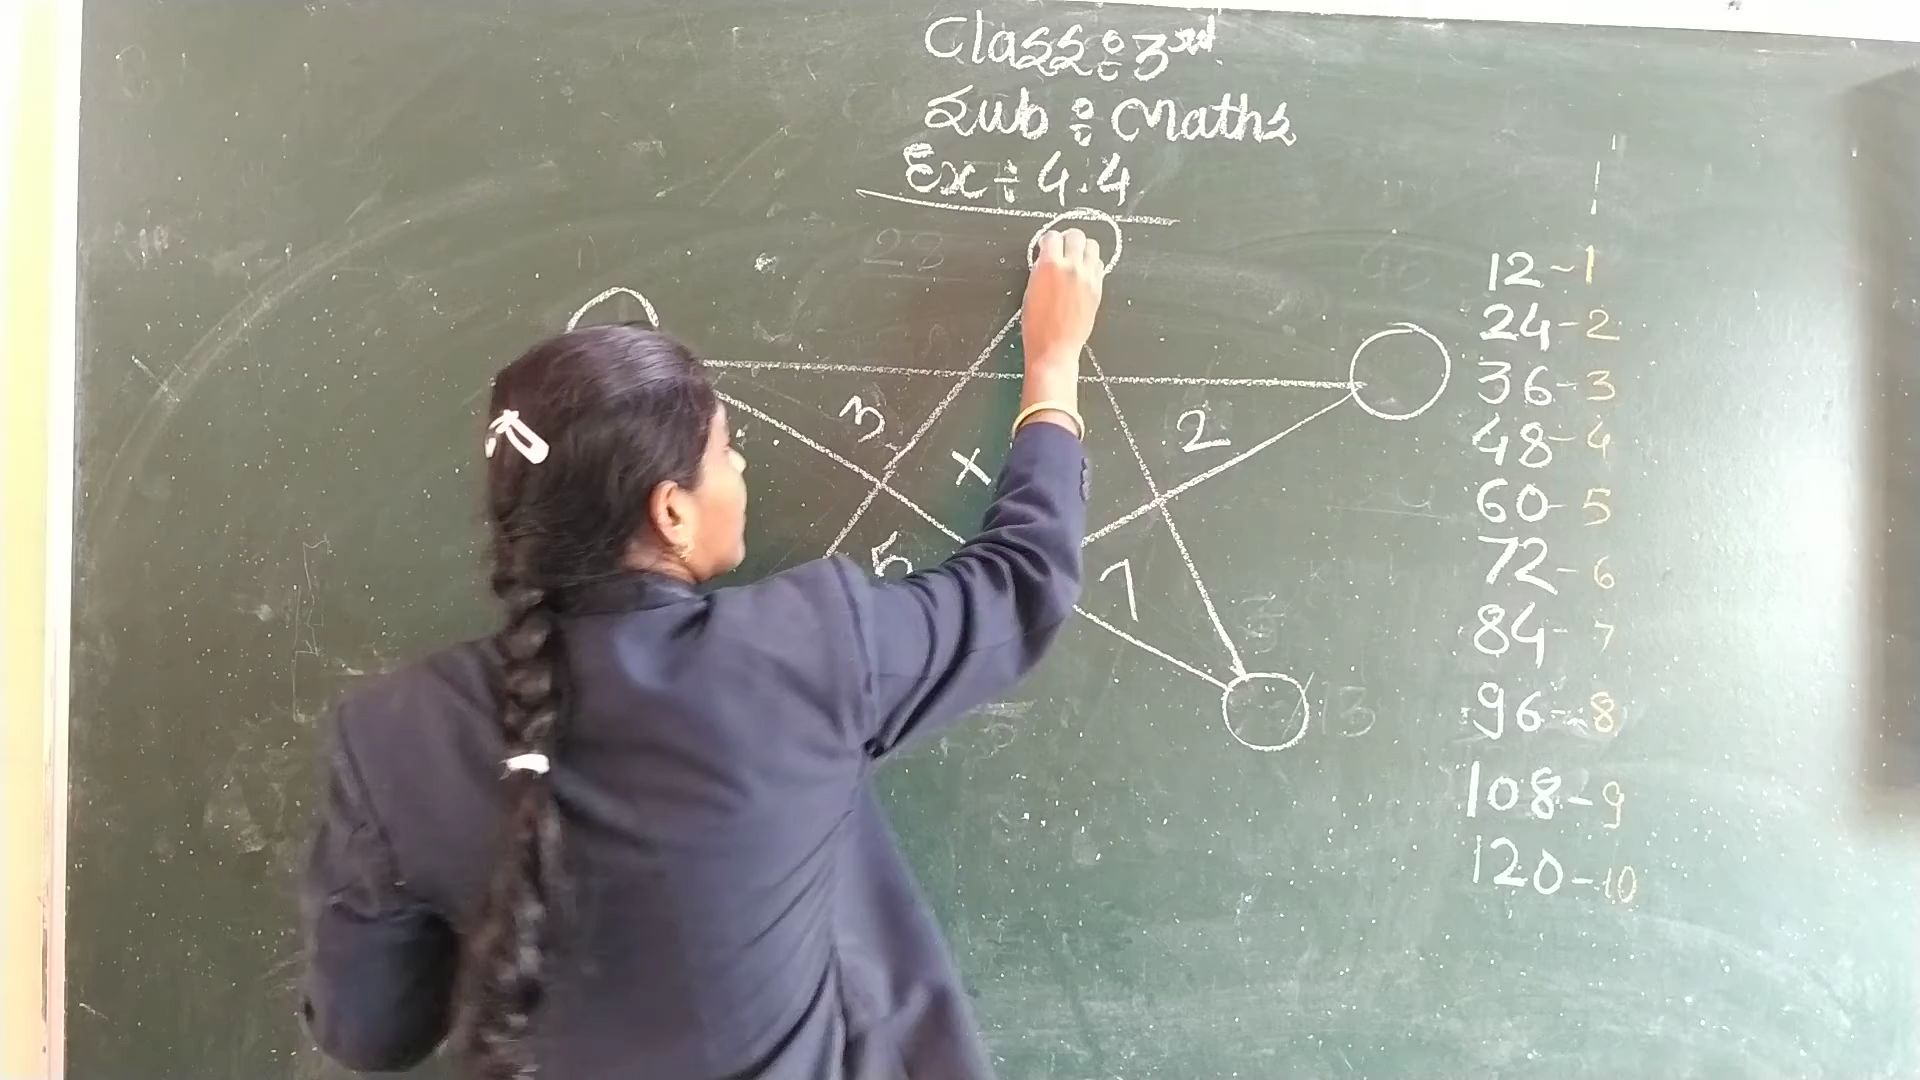 Class : 3rd
Sub : Maths
Ex ÷ 4.4
28
3
2
x
5
7
13
12 - 1
24 - 2
36 - 3
48 - 4
60 - 5
72 - 6
84 - 7
96 - 8
108 - 9
120 - 10